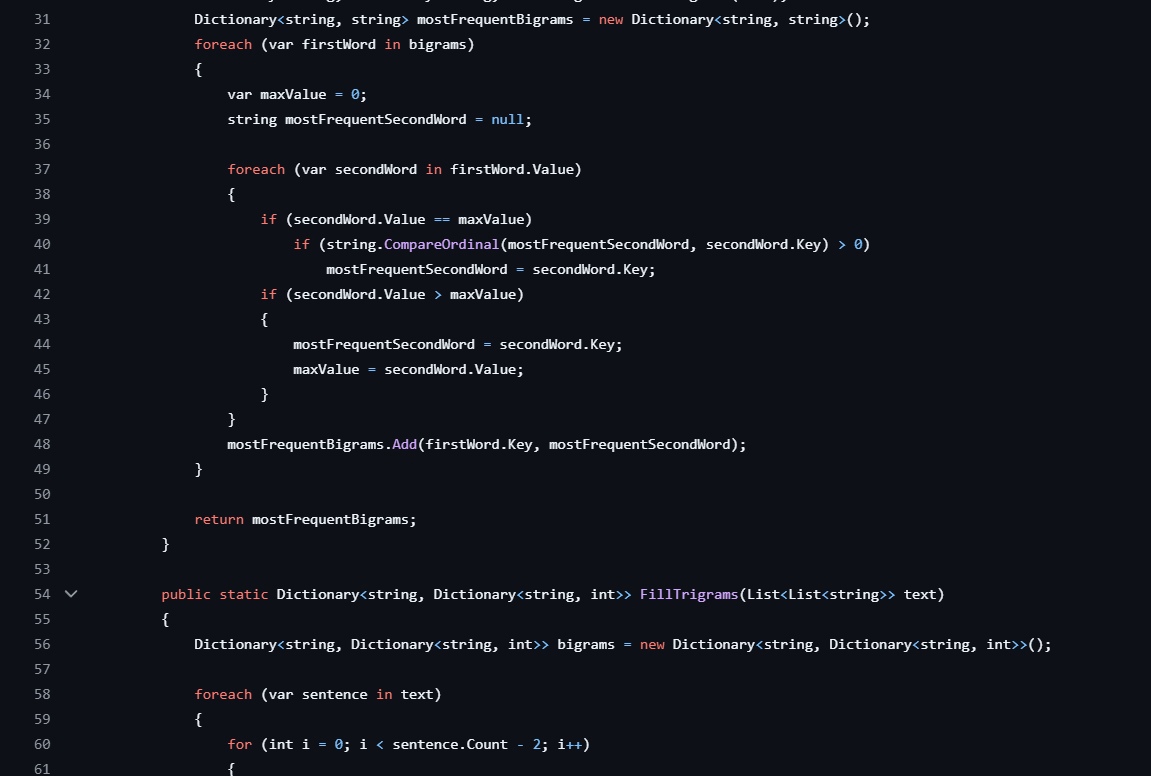 31 Dictionary<string, string> mostFrequentBigrams = new Dictionary<string, string>();
32 foreach (var firstWord in bigrams)
33 {
34 var maxValue = 0;
35 string mostFrequentSecondWord = null;
36
37 foreach (var secondWord in firstWord.Value)
38 {
39 if (secondWord.Value == maxValue)
40 if (string.CompareOrdinal(mostFrequentSecondWord, secondWord.Key) > 0)
41 mostFrequentSecondWord = secondWord.Key;
42 if (secondWord.Value > maxValue)
43 {
44 mostFrequentSecondWord = secondWord.Key;
45 maxValue = secondWord.Value;
46 }
47 }
48 mostFrequentBigrams.Add(firstWord.Key, mostFrequentSecondWord);
49 }
50
51 return mostFrequentBigrams;
52 }
53
54 public static Dictionary<string, Dictionary<string, int>> FillTrigrams(List<List<string>> text)
55 {
56 Dictionary<string, Dictionary<string, int>> bigrams = new Dictionary<string, Dictionary<string, int>>();
57
58 foreach (var sentence in text)
59 {
60 for (int i = 0; i < sentence.Count - 2; i++)
61 {